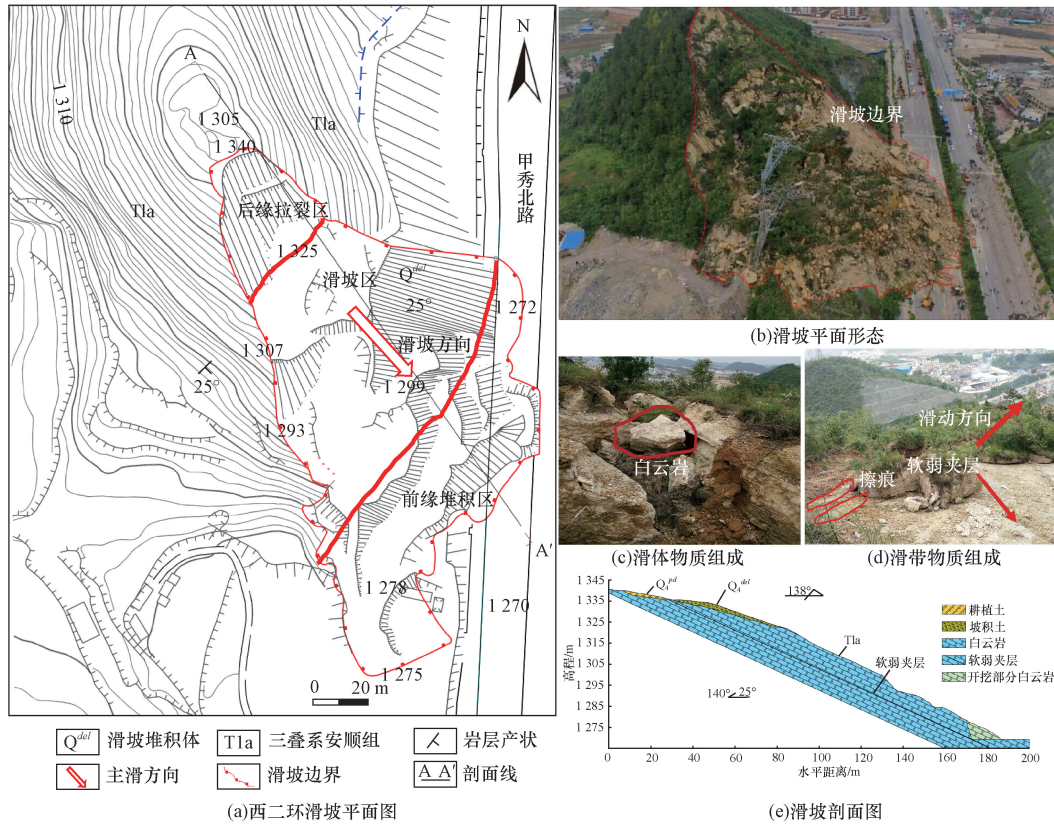 A
N
1 310
1 305
Tla
1 340
甲秀北路
Tla
后缘拉裂区
1 325
滑坡区
Q^del
25°
1 272
滑坡方向
1 307
25°
1 299
1 293
前缘堆积区
A′
1 278
1 270
1 275
0 20 m
Q^del 滑坡堆积体
T1a 三叠系安顺组
岩层产状
主滑方向
滑坡边界
A A′ 剖面线
(a)西二环滑坡平面图
滑坡边界
(b)滑坡平面形态
白云岩
(c)滑体物质组成
滑动方向
软弱夹层
擦痕
(d)滑带物质组成
1 345
1 335
1 325
1 315
1 305
1 295
1 285
1 275
高程/m
Q₄^pd
Q₄^del
138°
Tla
软弱夹层
140° 25°
耕植土
坡积土
白云岩
软弱夹层
开挖部分白云岩
0 20 40 60 80 100 120 140 160 180 200
水平距离/m
(e)滑坡剖面图